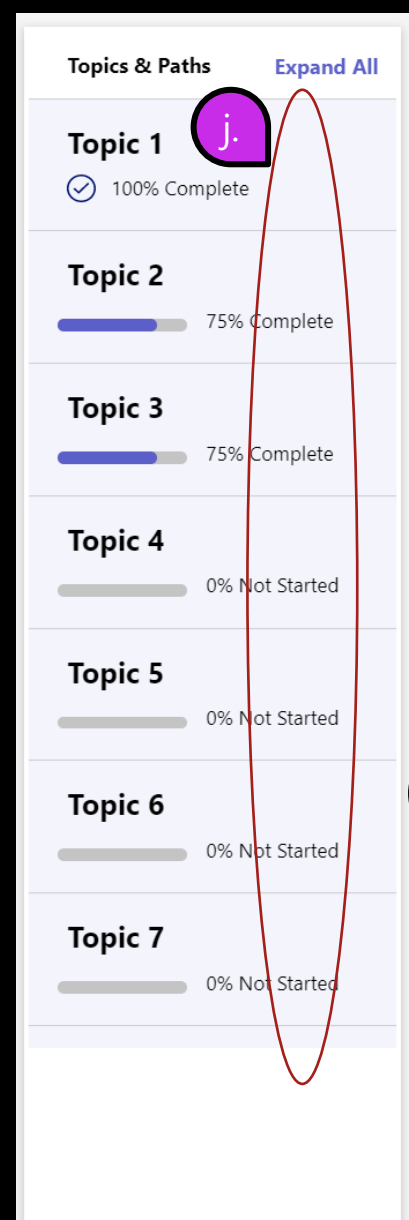 Topics & Paths Expand All
j.
Topic 1
100% Complete
Topic 2
75% Complete
Topic 3
75% Complete
Topic 4
0% Not Started
Topic 5
0% Not Started
Topic 6
0% Not Started
Topic 7
0% Not Started